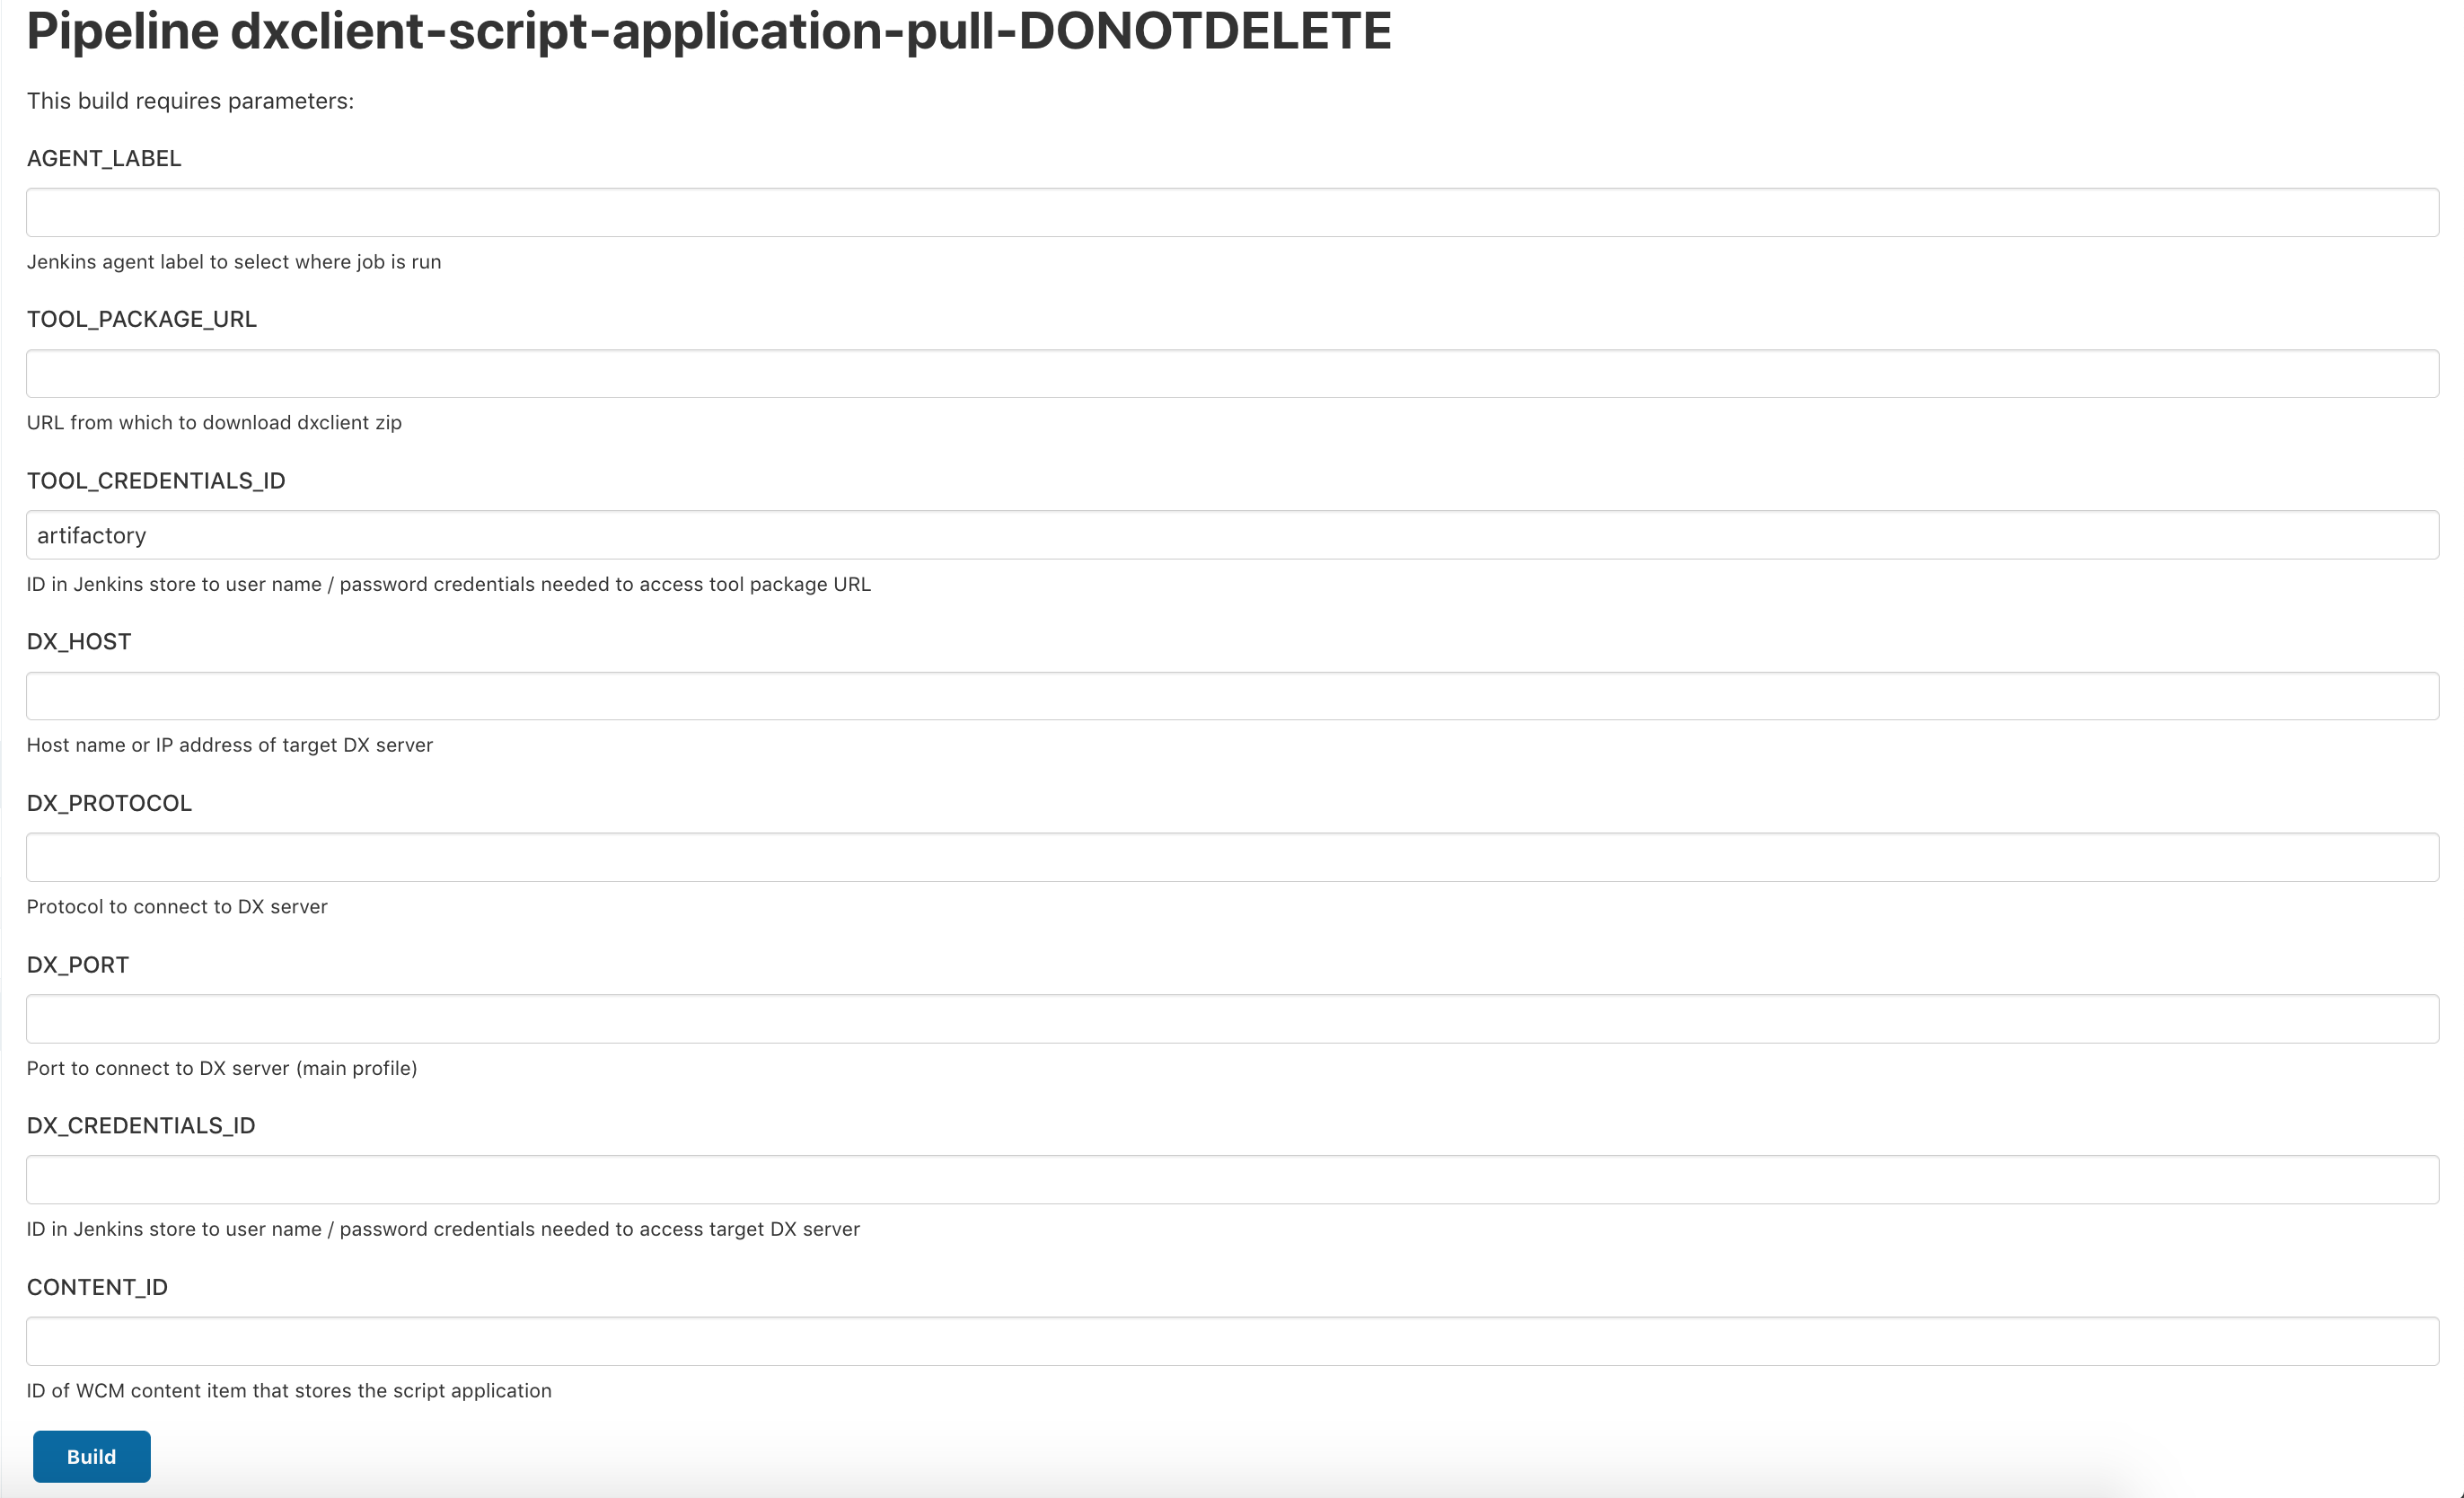 Pipeline dxclient-script-application-pull-DONOTDELETE
This build requires parameters:
AGENT_LABEL
Jenkins agent label to select where job is run
TOOL_PACKAGE_URL
URL from which to download dxclient zip
TOOL_CREDENTIALS_ID
artifactory
ID in Jenkins store to user name / password credentials needed to access tool package URL
DX_HOST
Host name or IP address of target DX server
DX_PROTOCOL
Protocol to connect to DX server
DX_PORT
Port to connect to DX server (main profile)
DX_CREDENTIALS_ID
ID in Jenkins store to user name / password credentials needed to access target DX server
CONTENT_ID
ID of WCM content item that stores the script application
Build